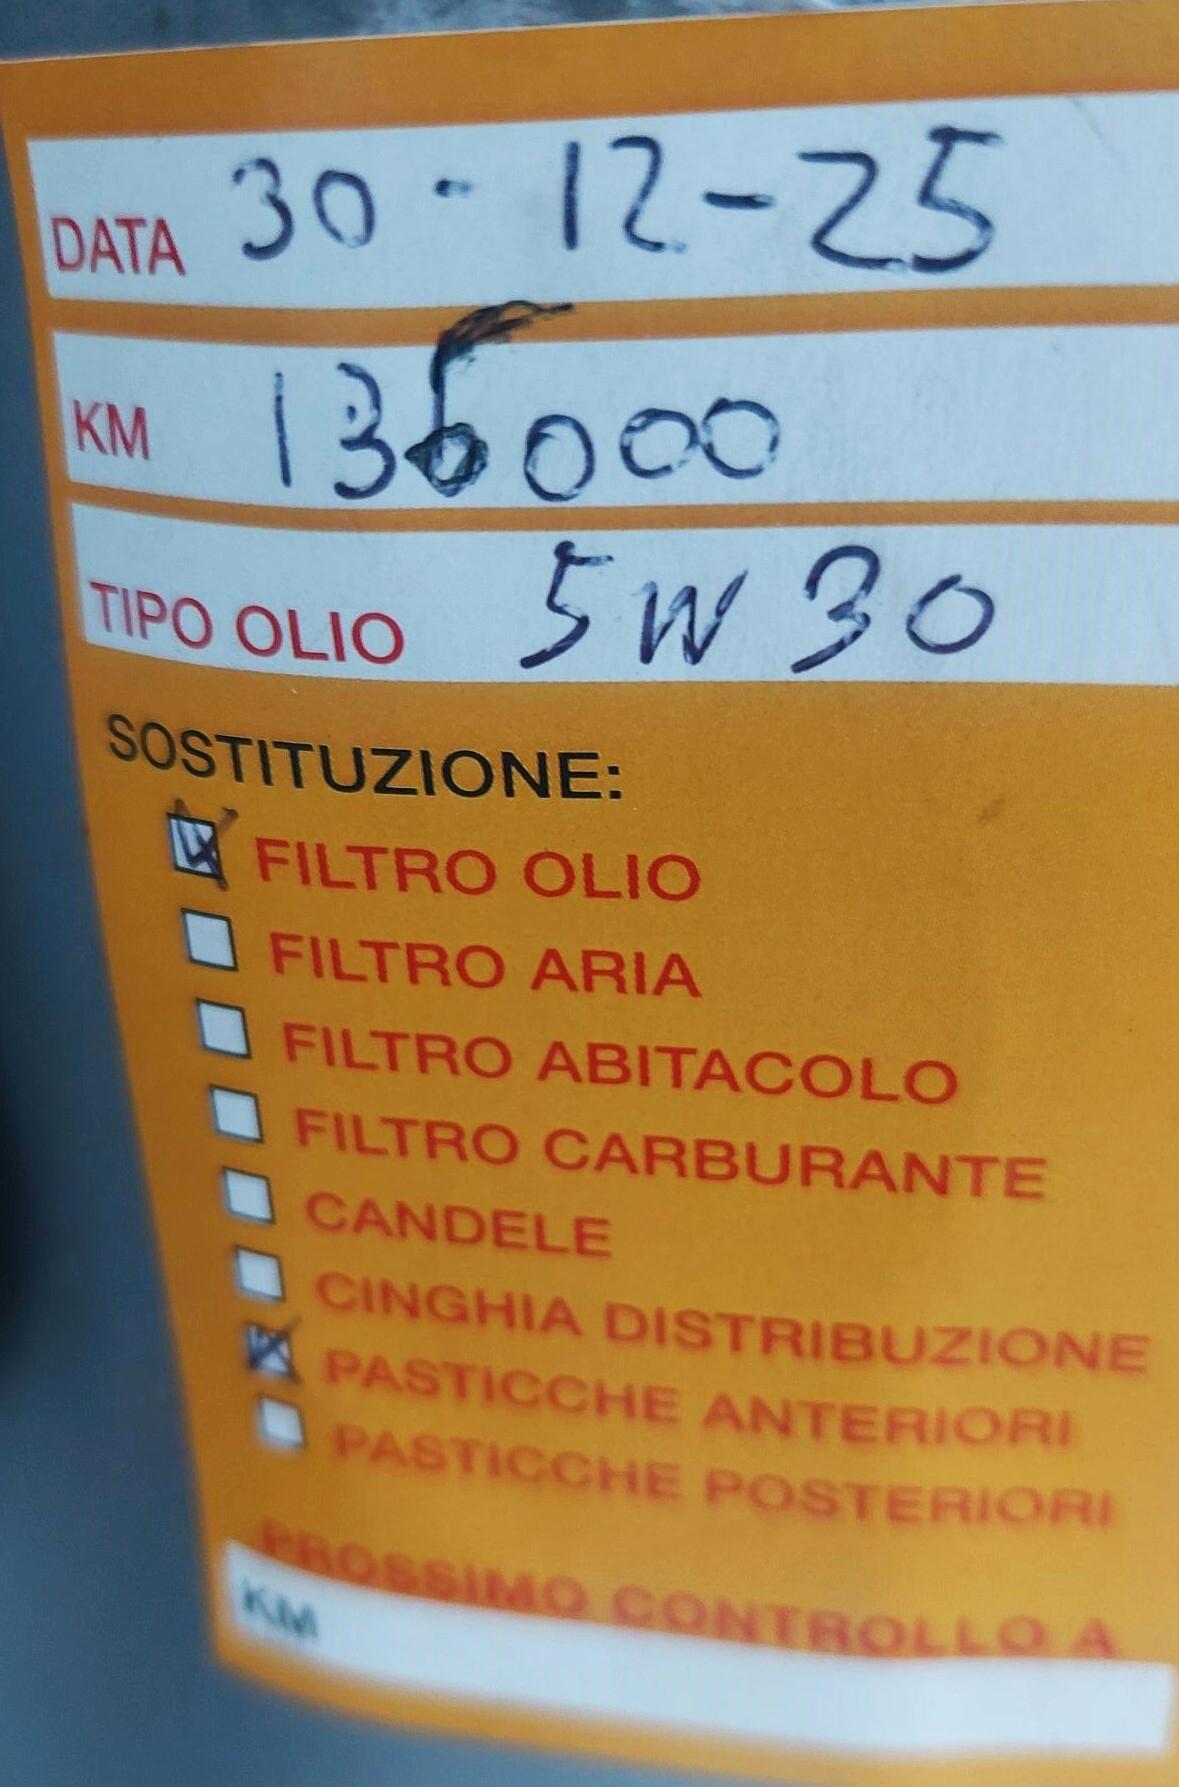 DATA 30-12-25
KM 136000
TIPO OLIO 5W30
SOSTITUZIONE:
FILTRO OLIO
FILTRO ARIA
FILTRO ABITACOLO
FILTRO CARBURANTE
CANDELE
CINGHIA DISTRIBUZIONE
PASTICCHE ANTERIORI
PASTICCHE POSTERIORI
PROSSIMO CONTROLLO A
KM